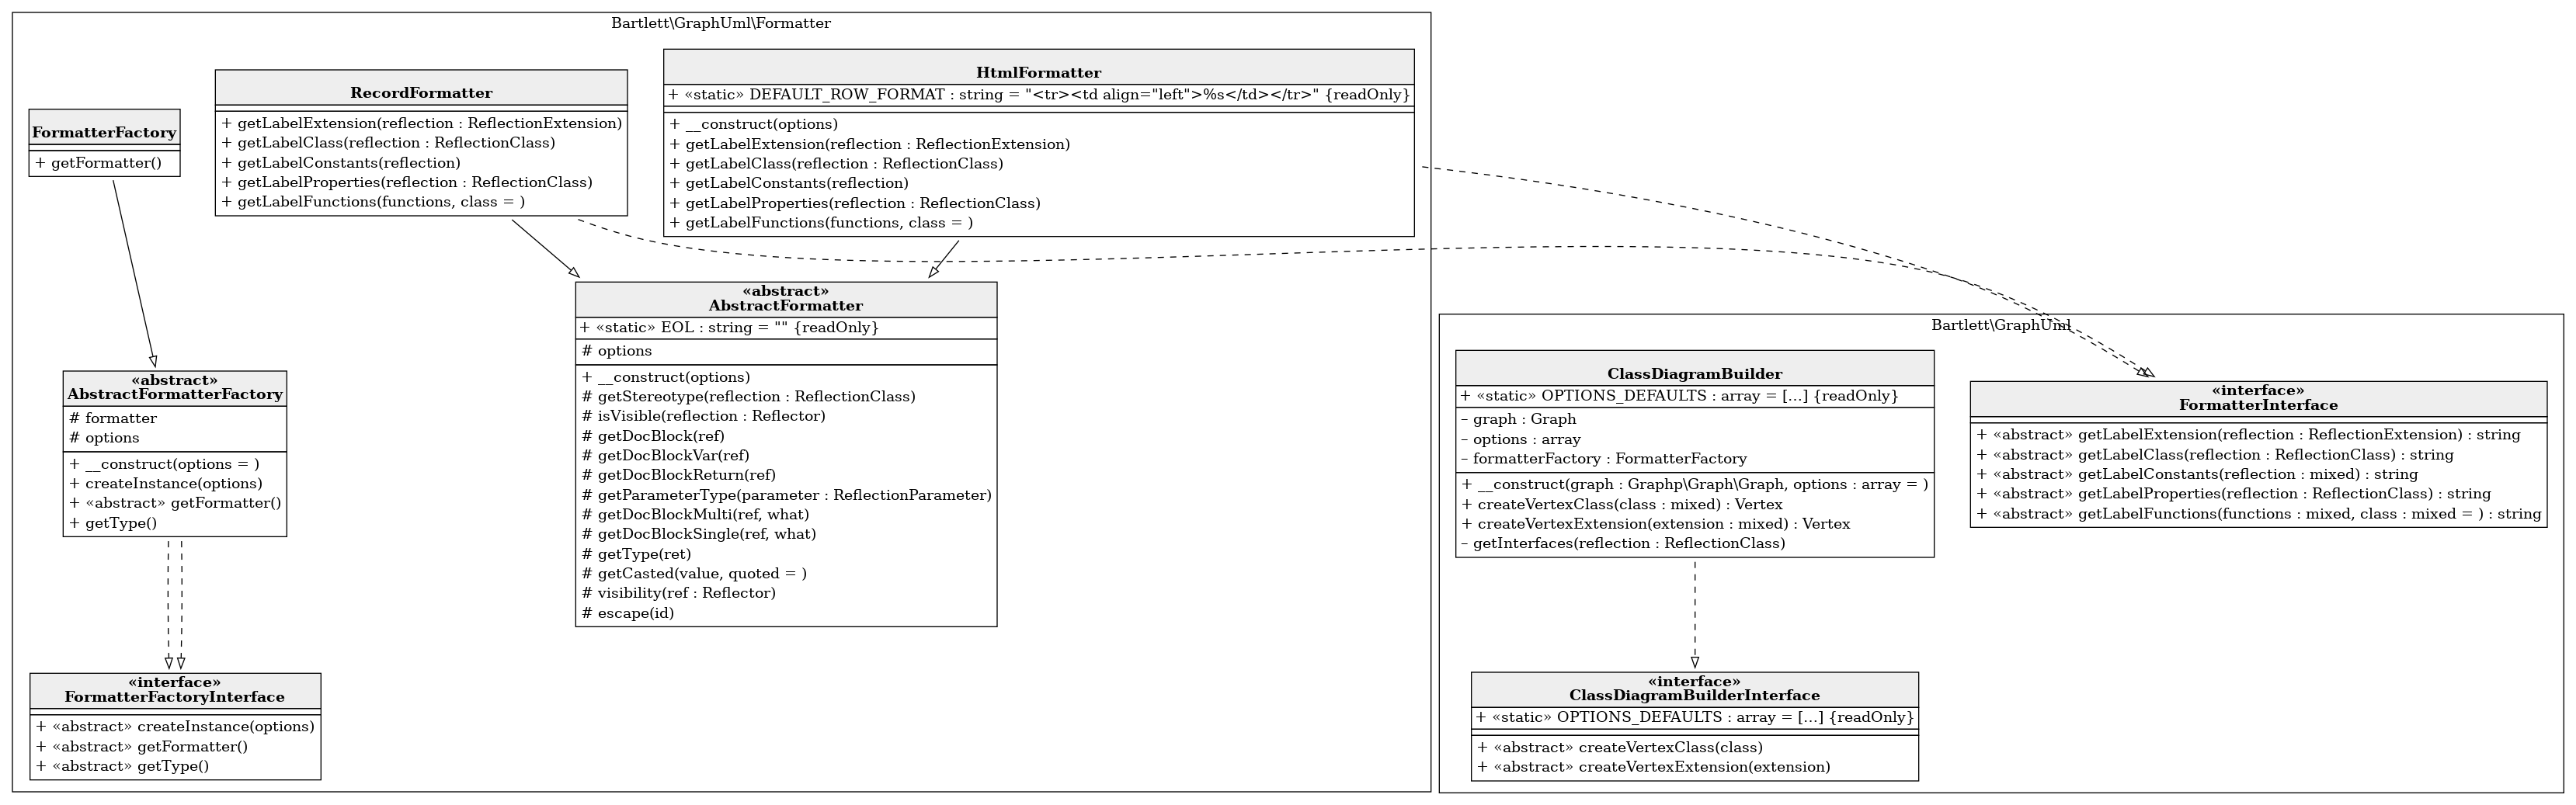 Bartlett\GraphUml\Formatter
FormatterFactory
+ getFormatter()
RecordFormatter
+ getLabelExtension(reflection : ReflectionExtension)
+ getLabelClass(reflection : ReflectionClass)
+ getLabelConstants(reflection)
+ getLabelProperties(reflection : ReflectionClass)
+ getLabelFunctions(functions, class = )
HtmlFormatter
+ «static» DEFAULT_ROW_FORMAT : string = "<tr><td align="left">%s</td></tr>" {readOnly}
+ __construct(options)
+ getLabelExtension(reflection : ReflectionExtension)
+ getLabelClass(reflection : ReflectionClass)
+ getLabelConstants(reflection)
+ getLabelProperties(reflection : ReflectionClass)
+ getLabelFunctions(functions, class = )
«abstract»
AbstractFormatter
+ «static» EOL : string = "" {readOnly}
# options
+ __construct(options)
# getStereotype(reflection : ReflectionClass)
# isVisible(reflection : Reflector)
# getDocBlock(ref)
# getDocBlockVar(ref)
# getDocBlockReturn(ref)
# getParameterType(parameter : ReflectionParameter)
# getDocBlockMulti(ref, what)
# getDocBlockSingle(ref, what)
# getType(ret)
# getCasted(value, quoted = )
# visibility(ref : Reflector)
# escape(id)
«abstract»
AbstractFormatterFactory
# formatter
# options
+ __construct(options = )
+ createInstance(options)
+ «abstract» getFormatter()
+ getType()
«interface»
FormatterFactoryInterface
+ «abstract» createInstance(options)
+ «abstract» getFormatter()
+ «abstract» getType()
Bartlett\GraphUml
ClassDiagramBuilder
+ «static» OPTIONS_DEFAULTS : array = […] {readOnly}
– graph : Graph
– options : array
– formatterFactory : FormatterFactory
+ __construct(graph : Graphp\Graph\Graph, options : array = )
+ createVertexClass(class : mixed) : Vertex
+ createVertexExtension(extension : mixed) : Vertex
– getInterfaces(reflection : ReflectionClass)
«interface»
FormatterInterface
+ «abstract» getLabelExtension(reflection : ReflectionExtension) : string
+ «abstract» getLabelClass(reflection : ReflectionClass) : string
+ «abstract» getLabelConstants(reflection : mixed) : string
+ «abstract» getLabelProperties(reflection : ReflectionClass) : string
+ «abstract» getLabelFunctions(functions : mixed, class : mixed = ) : string
«interface»
ClassDiagramBuilderInterface
+ «static» OPTIONS_DEFAULTS : array = […] {readOnly}
+ «abstract» createVertexClass(class)
+ «abstract» createVertexExtension(extension)